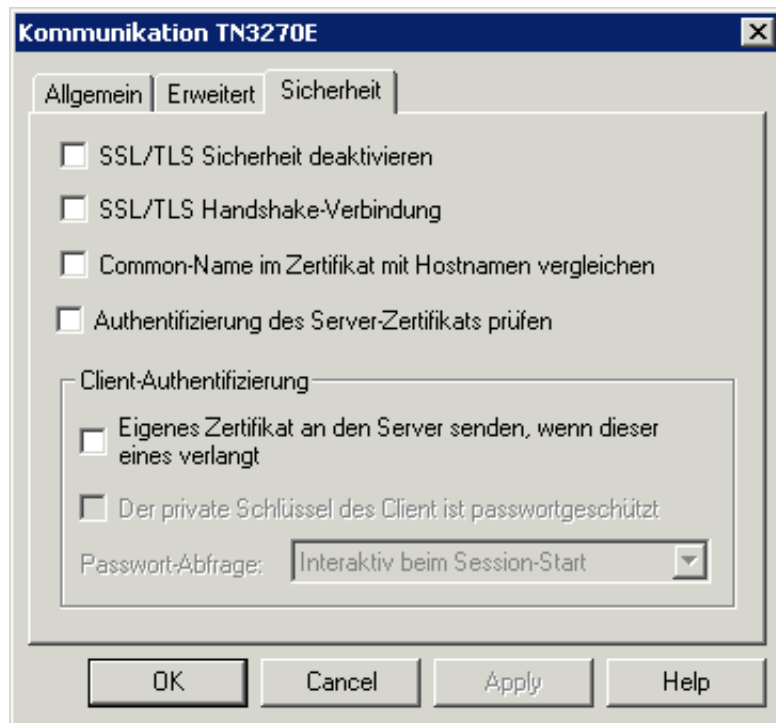 Kommunikation TN3270E
Allgemein Erweitert Sicherheit
SSL/TLS Sicherheit deaktivieren
SSL/TLS Handshake-Verbindung
Common-Name im Zertifikat mit Hostnamen vergleichen
Authentifizierung des Server-Zertifikats prüfen
Client-Authentifizierung
Eigenes Zertifikat an den Server senden, wenn dieser
eines verlangt
Der private Schlüssel des Client ist passwortgeschützt
Passwort-Abfrage: Interaktiv beim Session-Start
OK Cancel Apply Help